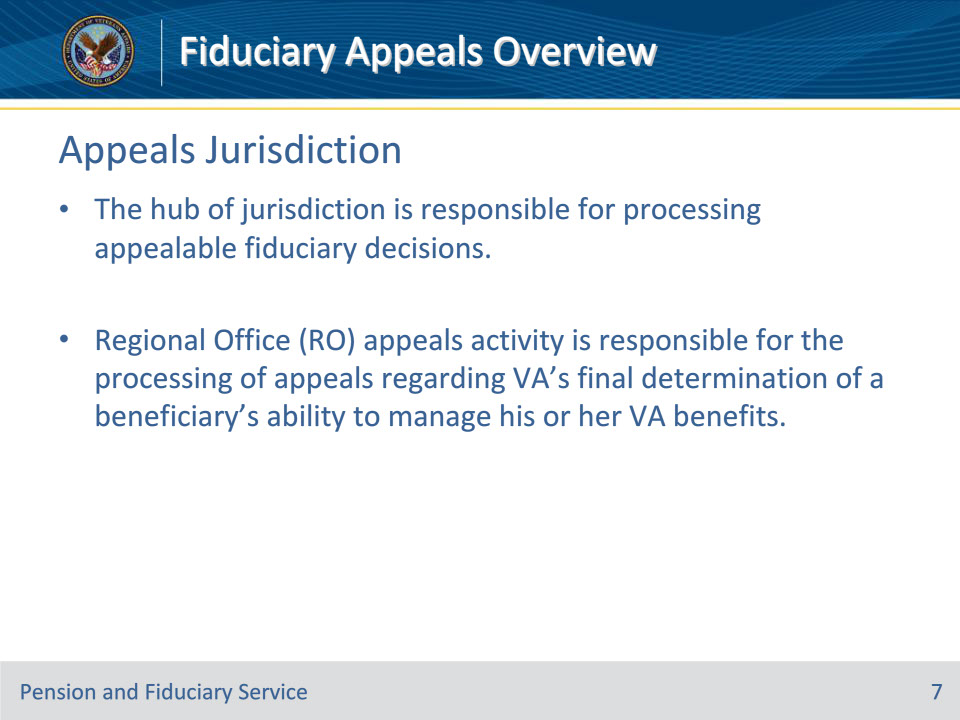 Fiduciary Appeals Overview
Appeals Jurisdiction
• The hub of jurisdiction is responsible for processing
appealable fiduciary decisions.
• Regional Office (RO) appeals activity is responsible for the
processing of appeals regarding VA’s final determination of a
beneficiary’s ability to manage his or her VA benefits.
Pension and Fiduciary Service
7